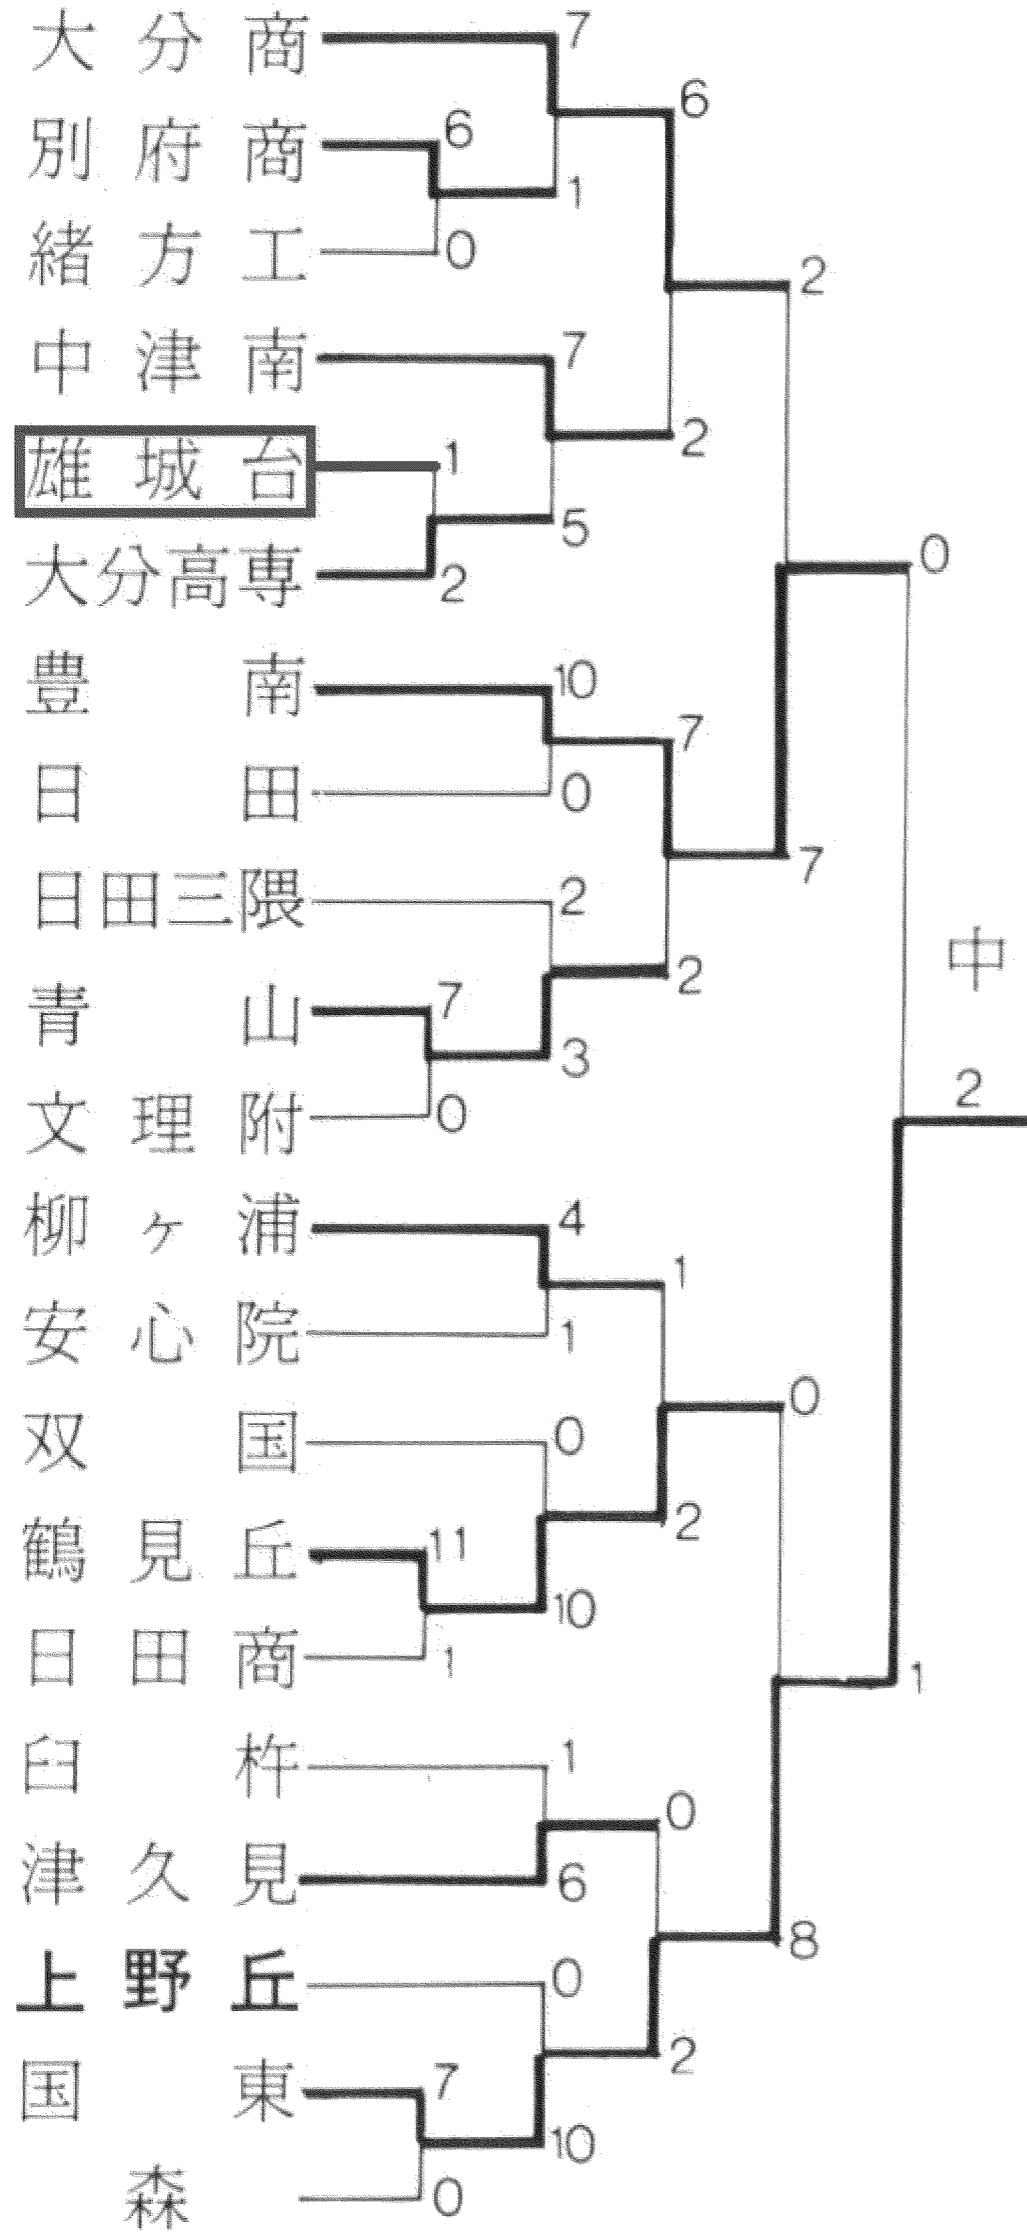 大分商 7
6
別府商 6
1
緒方工 0
2
中津南 7
2
雄城台 1
5
大分高専 2
0
豊南 10
7
日田 0
7
日田三隈 2
中
2
青山 7
3
文理附 0
2
柳ヶ浦 4
1
安心院 1
0
双国 0
2
鶴見丘 11
10
日田商 1
1
臼杵 1
0
津久見 6
8
上野丘 0
2
国東 7
10
森 0